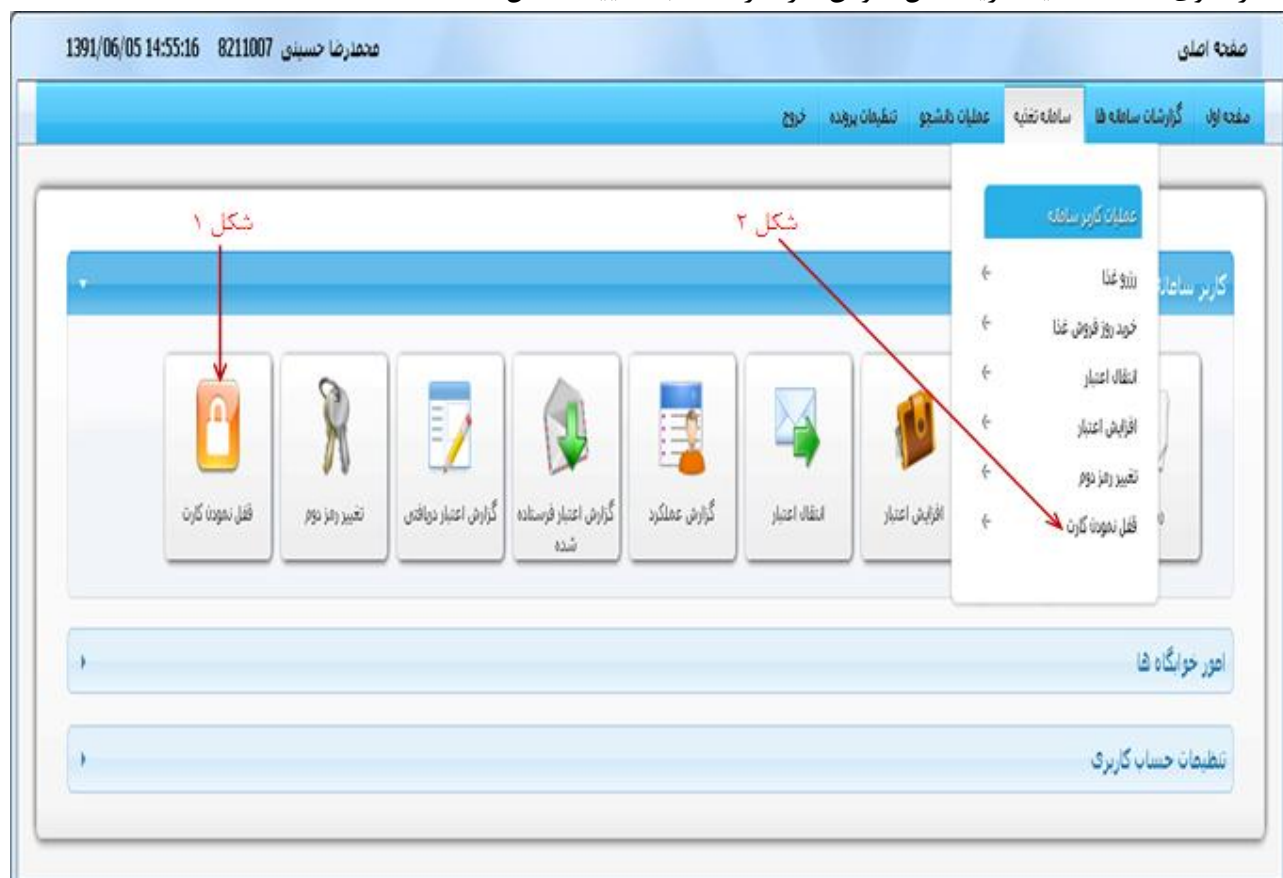 صفحه اصلی
محمدرضا حسینی 8211007 1391/06/05 14:55:16
صفحه اول گزارشات سامانه ها سامانه تغذیه عملیات دانشجو تنظیمات پرونده خروج
شکل ۱
شکل ۲
عملیات کاربر سامانه
رزرو غذا
خرید روز فروش غذا
انتقال اعتبار
افزایش اعتبار
تغییر رمز دوم
قفل نمودن کارت
کاربر
افزایش اعتبار
انتقال اعتبار
گزارش عملکرد
گزارش اعتبار فرستاده
شده
گزارش اعتبار دریافتی
تغییر رمز دوم
قفل نمودن کارت
امور خوابگاه ها
تنظیمات حساب کاربری